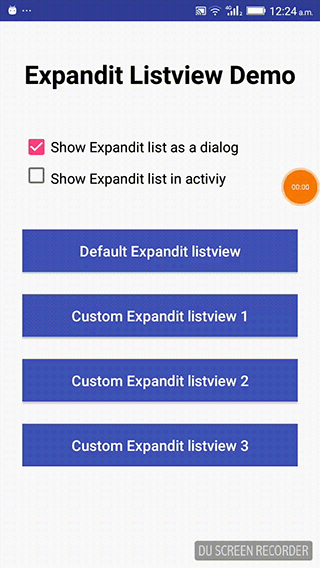 12:24 a.m.
Expandit Listview Demo
Show Expandit list as a dialog
Show Expandit list in activiy
00:00
Default Expandit listview
Custom Expandit listview 1
Custom Expandit listview 2
Custom Expandit listview 3
DU SCREEN RECORDER